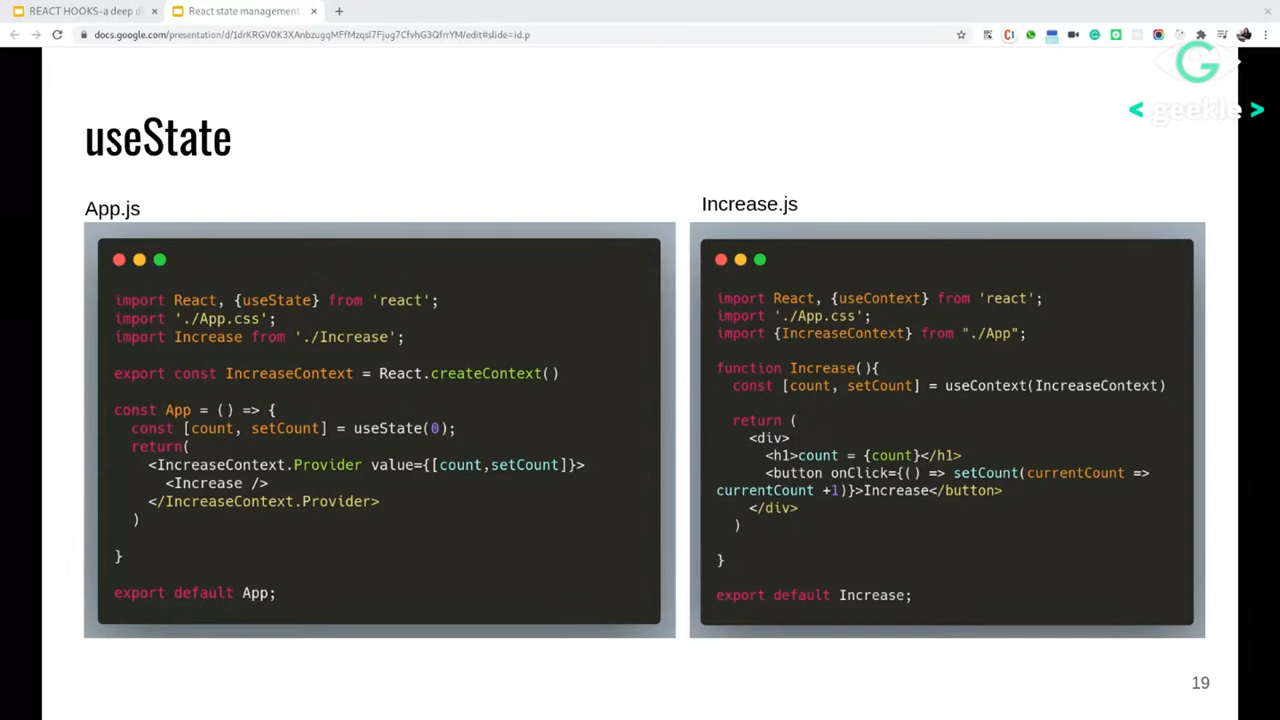 REACT HOOKS-a deep di
React state management
docs.google.com/presentation/d/1drKRGV0K3XAnbzugqMFfMzqsI7Fjug7CfvhG3QfrrYM/edit#slide=id.p
G
< geekle >
useState
App.js
import React, {useState} from 'react';
import './App.css';
import Increase from './Increase';
export const IncreaseContext = React.createContext()
const App = () => {
const [count, setCount] = useState(0);
return(
<IncreaseContext.Provider value={[count,setCount]}>
<Increase />
</IncreaseContext.Provider>
)
}
export default App;
Increase.js
import React, {useContext} from 'react';
import './App.css';
import {IncreaseContext} from "./App";
function Increase(){
const [count, setCount] = useContext(IncreaseContext)
return (
<div>
<h1>count = {count}</h1>
<button onClick={() => setCount(currentCount =>
currentCount +1)}>Increase</button>
</div>
)
}
export default Increase;
19